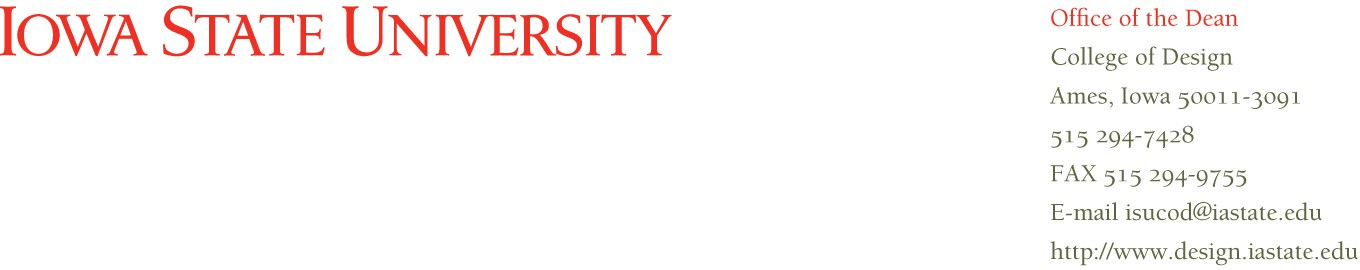 IOWA STATE UNIVERSITY
Office of the Dean
College of Design
Ames, Iowa 50011-3091
515 294-7428
FAX 515 294-9755
E-mail isucod@iastate.edu
http://www.design.iastate.edu